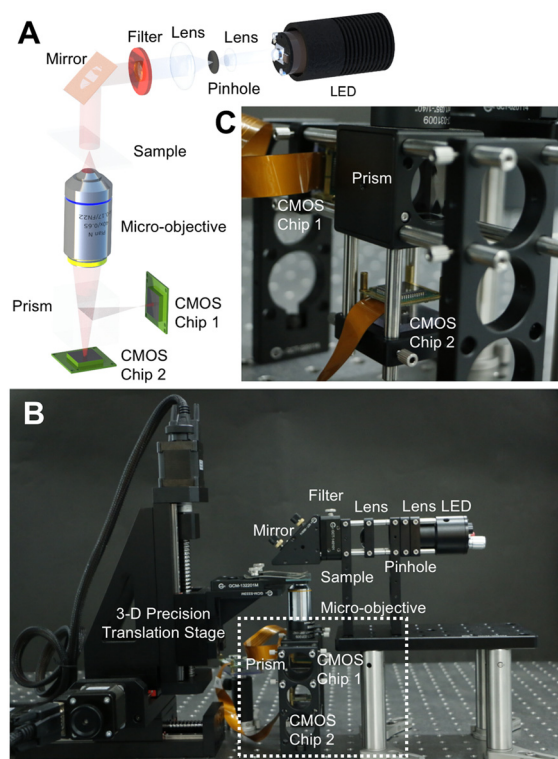 A
Filter
Lens
Lens
Mirror
Pinhole
LED
Sample
Micro-objective
Prism
CMOS
Chip 1
CMOS
Chip 2
C
Prism
CMOS
Chip 1
CMOS
Chip 2
B
Filter
Lens
Lens
LED
Mirror
Sample
Pinhole
GCM-132201M
Micro-objective
3-D Precision
Translation Stage
Prism
CMOS
Chip 1
CMOS
Chip 2